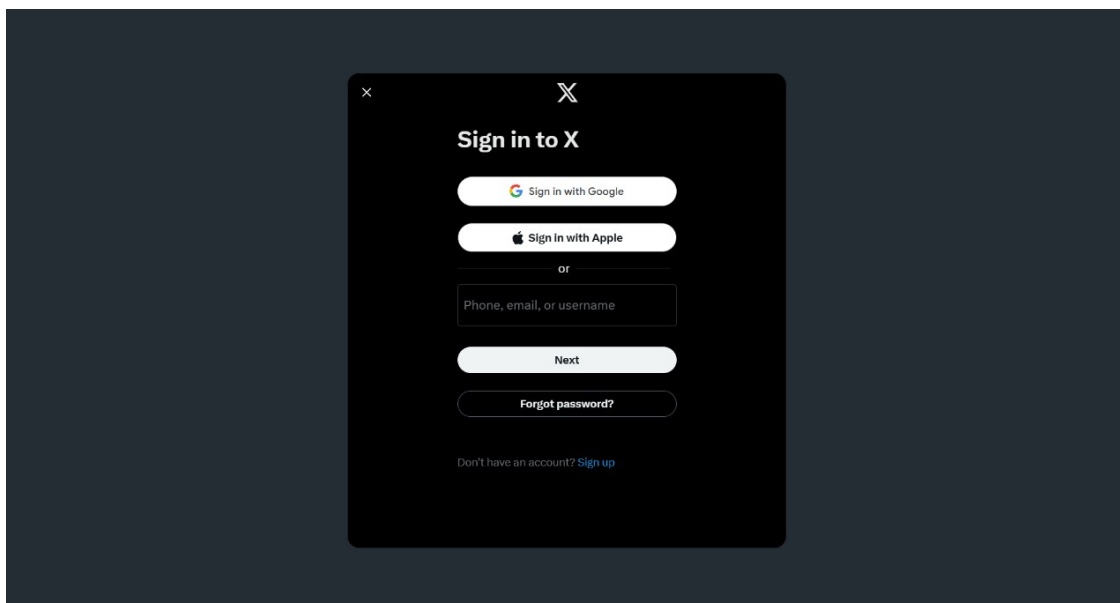 Sign in to X
Sign in with Google
Sign in with Apple
or
Phone, email, or username
Next
Forgot password?
Don't have an account? Sign up